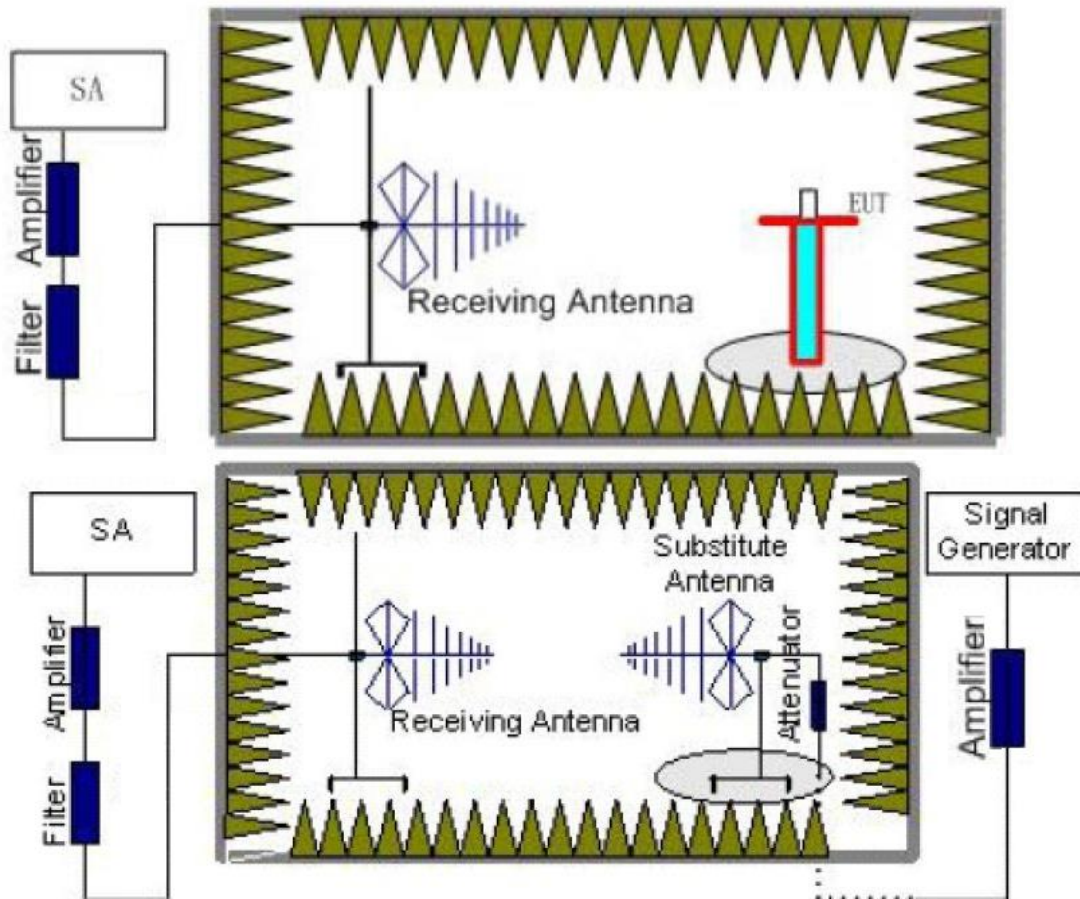 SA
Amplifier
Filter
Receiving Antenna
EUT
SA
Amplifier
Filter
Receiving Antenna
Substitute
Antenna
Attenuator
Signal
Generator
Amplifier